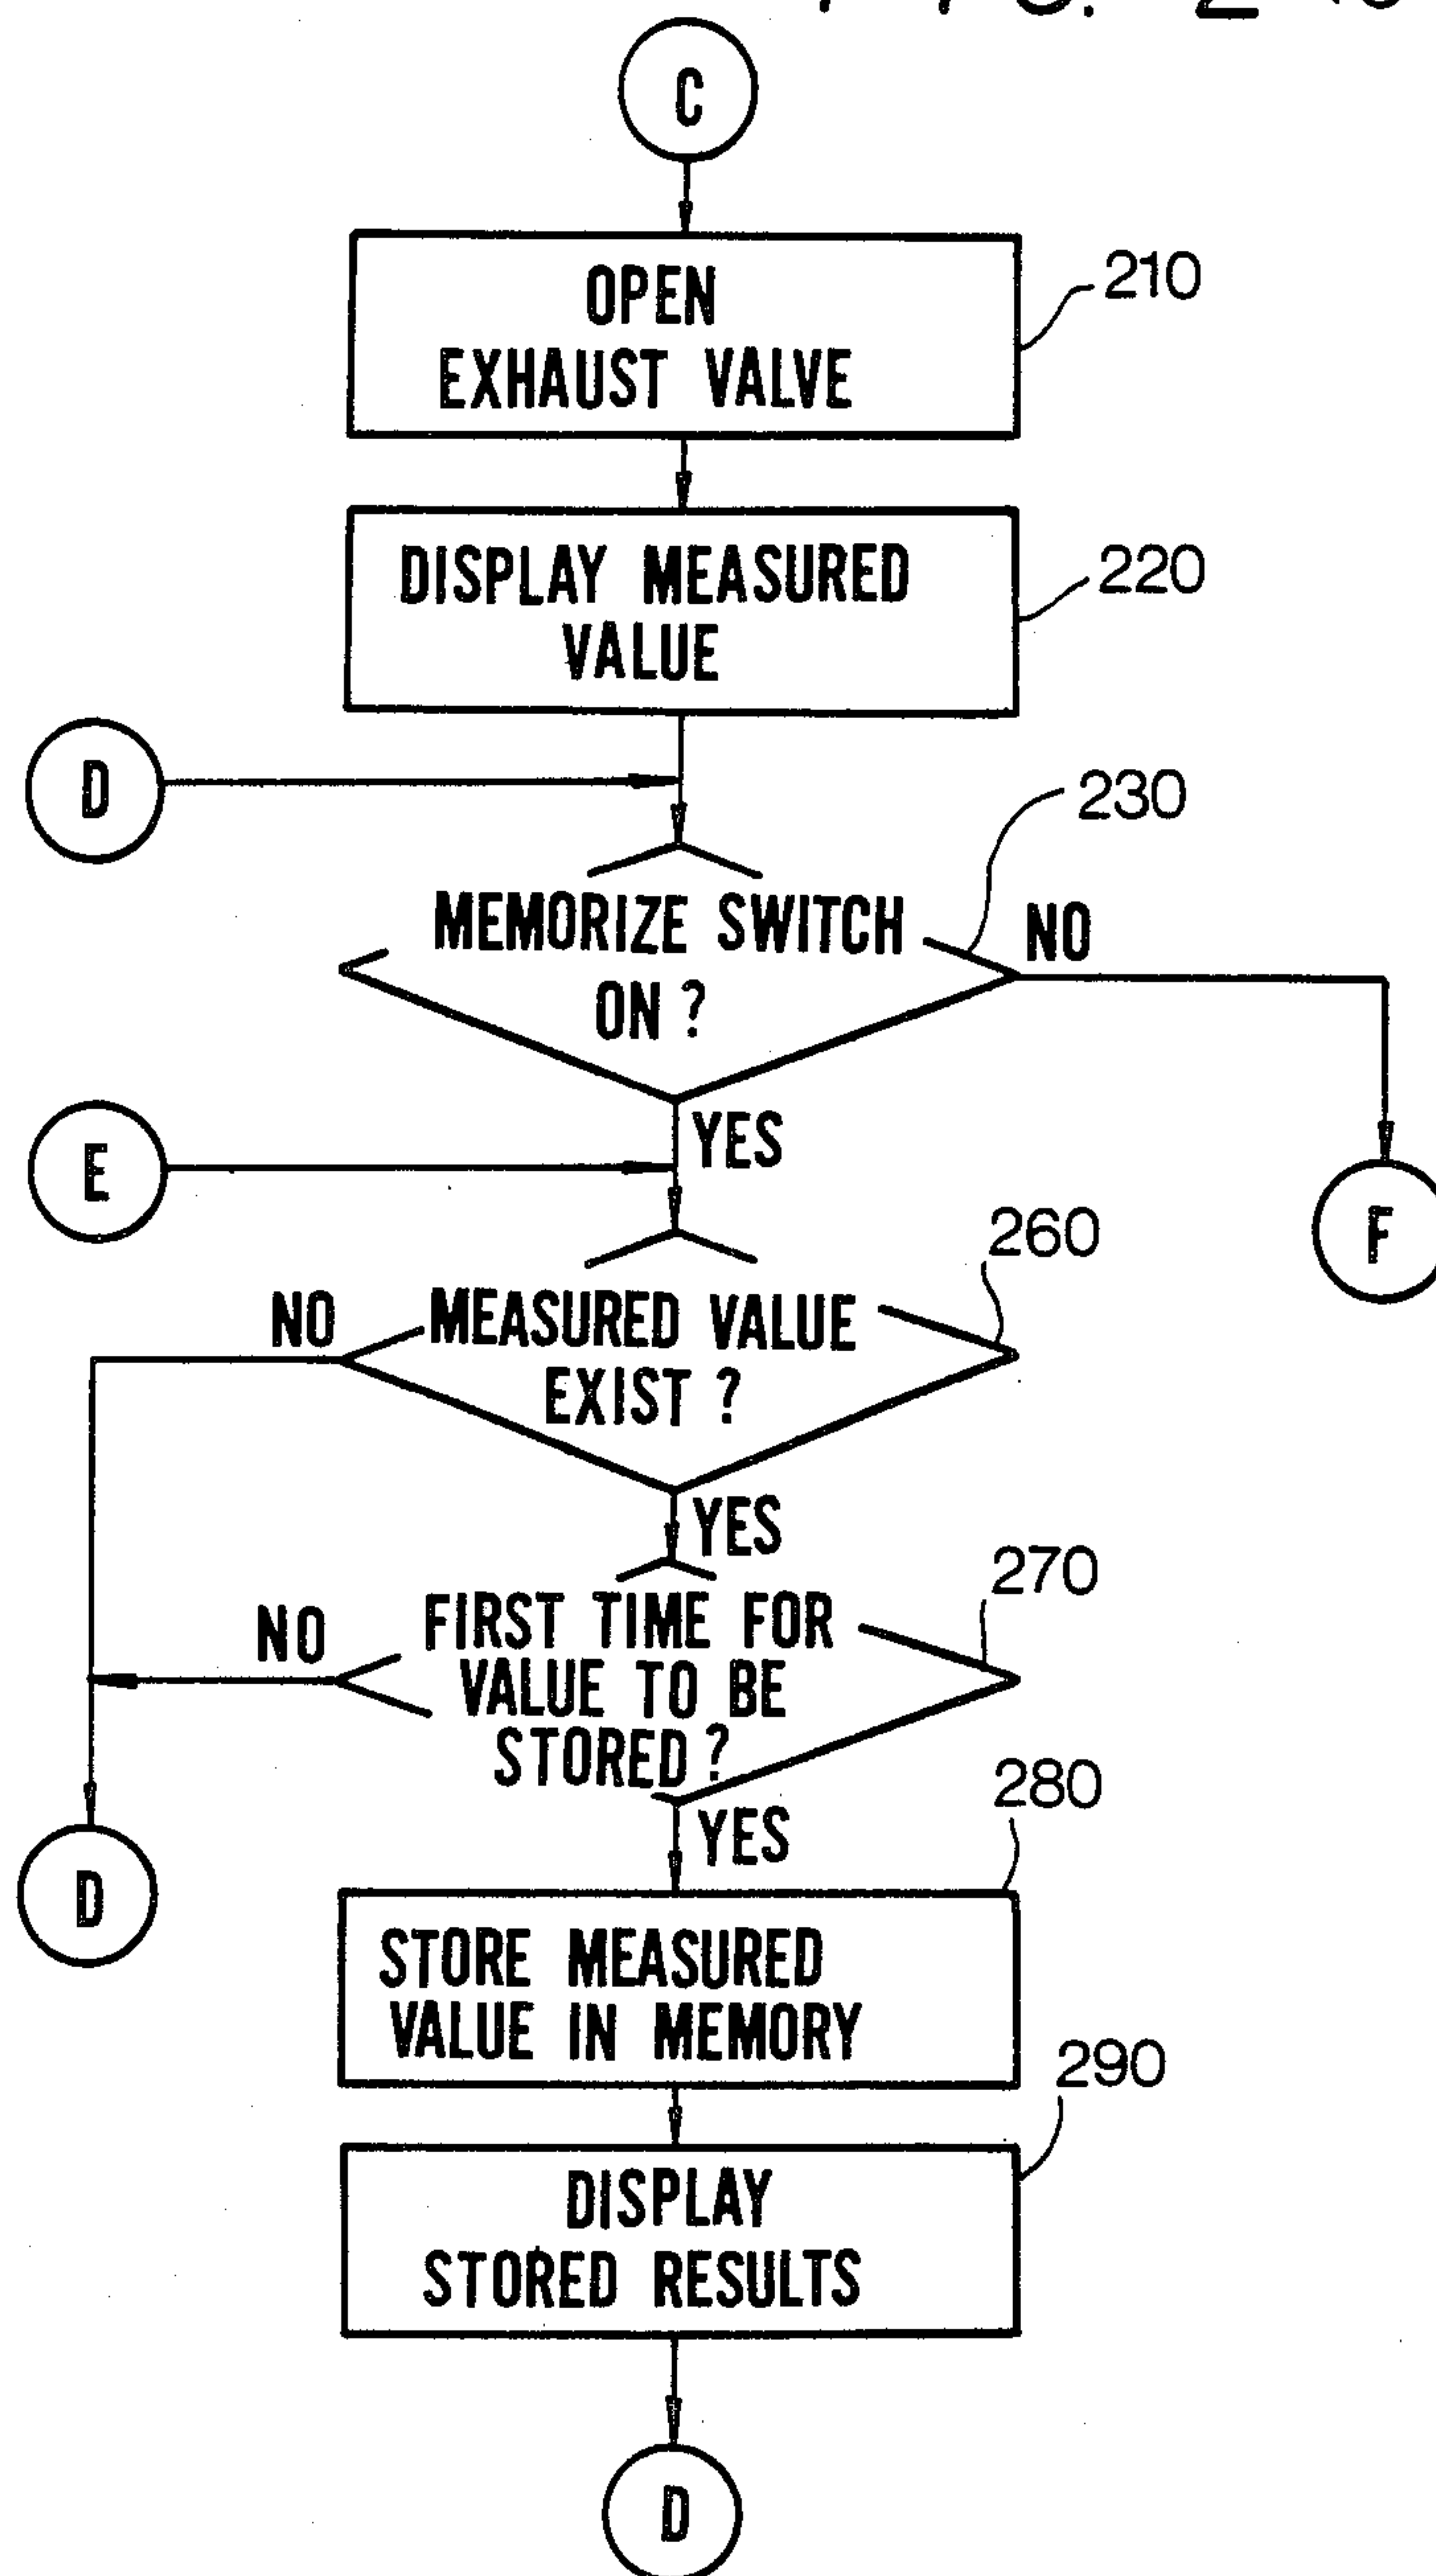 C
OPEN
EXHAUST VALVE
210
DISPLAY MEASURED
VALUE
220
D
230
MEMORIZE SWITCH
ON ?
NO
YES
E
F
260
NO
MEASURED VALUE
EXIST ?
YES
270
NO
FIRST TIME FOR
VALUE TO BE
STORED ?
280
YES
D
STORE MEASURED
VALUE IN MEMORY
290
DISPLAY
STORED RESULTS
D